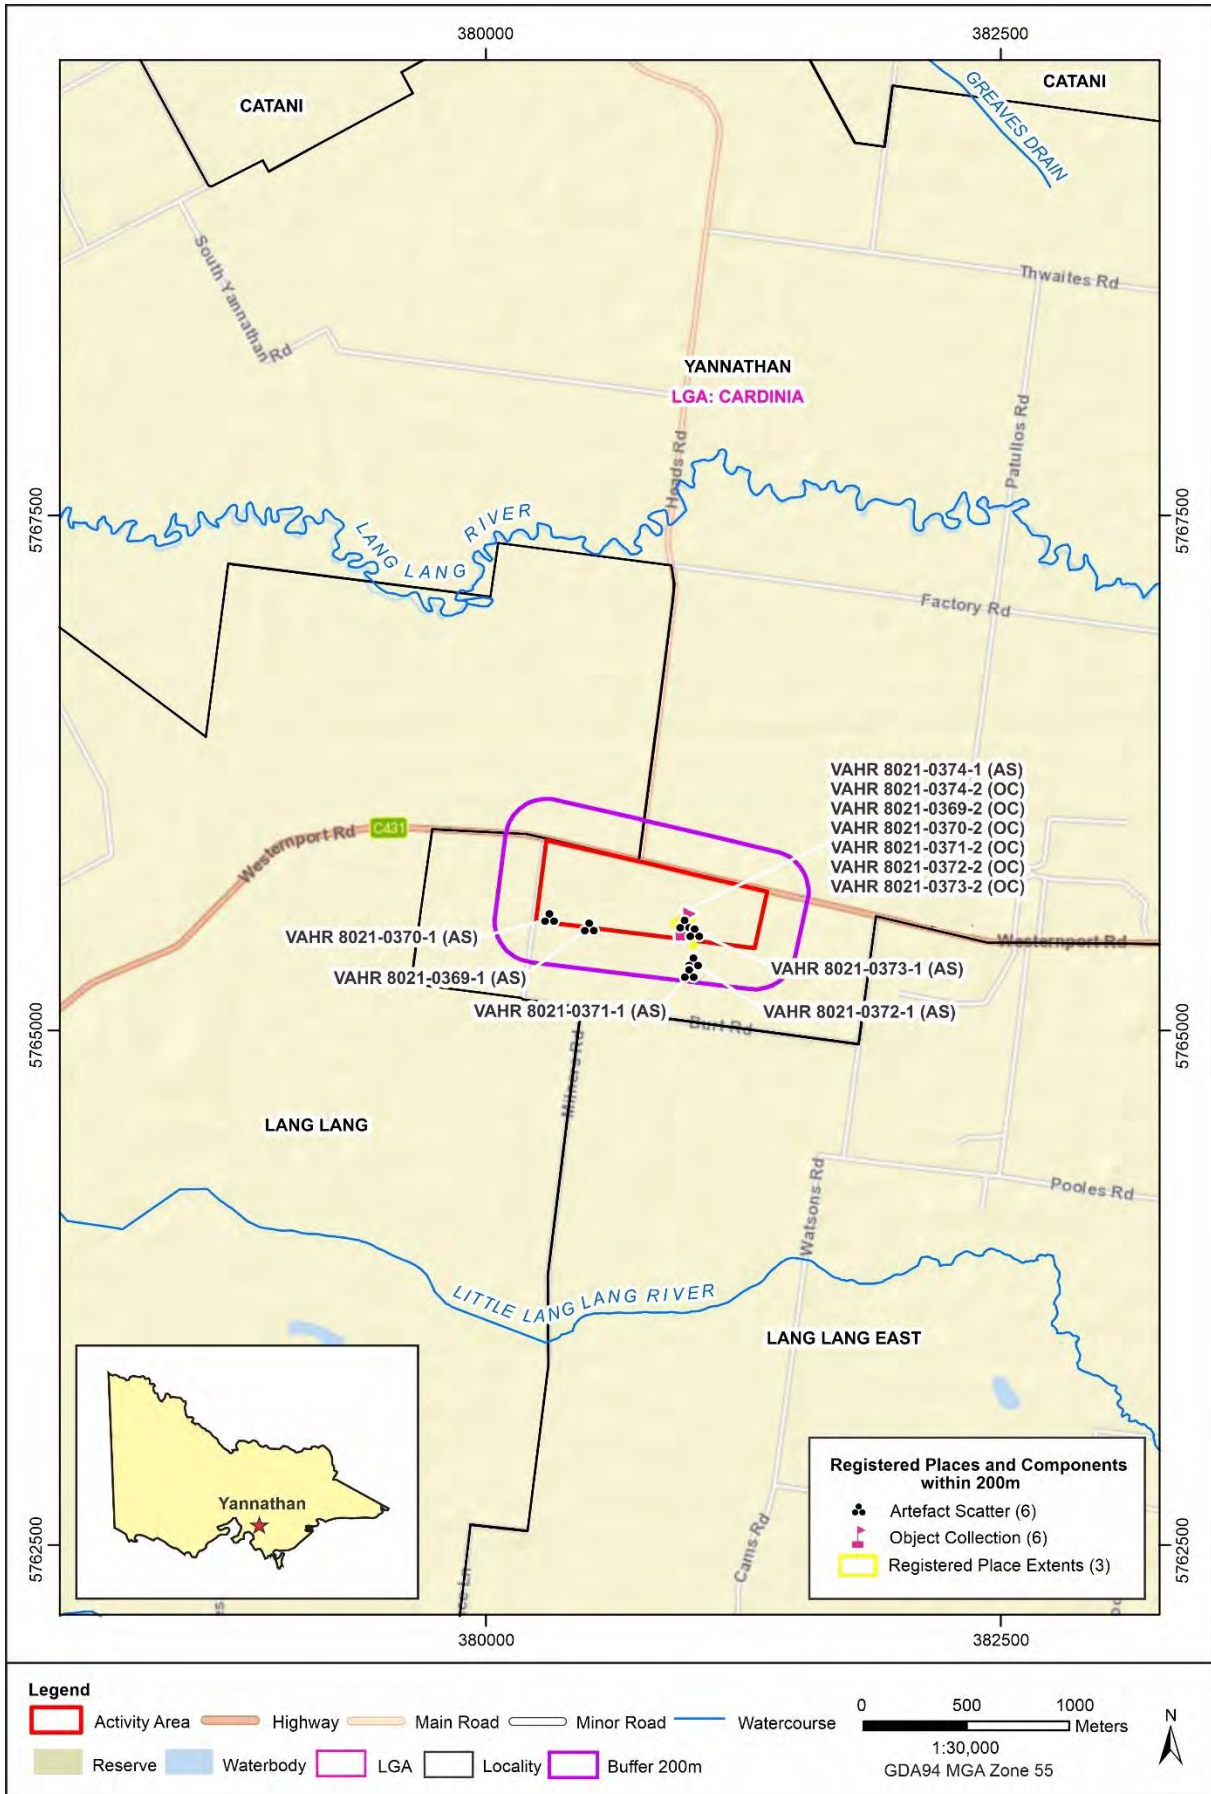 380000
382500
CATANI
CATANI
GREAVES DRAIN
South Yannathan Rd
Thwaites Rd
YANNATHAN
LGA: CARDINIA
Heads Rd
Patullos Rd
5767500
5767500
LANG LANG RIVER
Factory Rd
VAHR 8021-0374-1 (AS)
VAHR 8021-0374-2 (OC)
VAHR 8021-0369-2 (OC)
VAHR 8021-0370-2 (OC)
VAHR 8021-0371-2 (OC)
VAHR 8021-0372-2 (OC)
VAHR 8021-0373-2 (OC)
Westernport Rd
C431
VAHR 8021-0370-1 (AS)
Westernport Rd
VAHR 8021-0369-1 (AS)
VAHR 8021-0373-1 (AS)
VAHR 8021-0371-1 (AS)
VAHR 8021-0372-1 (AS)
5765000
5765000
Burt Rd
Milners Rd
LANG LANG
Watsons Rd
Pooles Rd
LITTLE LANG LANG RIVER
LANG LANG EAST
Yannathan
Registered Places and Components
within 200m
Artefact Scatter (6)
Object Collection (6)
Registered Place Extents (3)
Cams Rd
5762500
5762500
380000
382500
Legend
Activity Area Highway Main Road Minor Road Watercourse
Reserve Waterbody LGA Locality Buffer 200m
0 500 1000
Meters
1:30,000
GDA94 MGA Zone 55
N